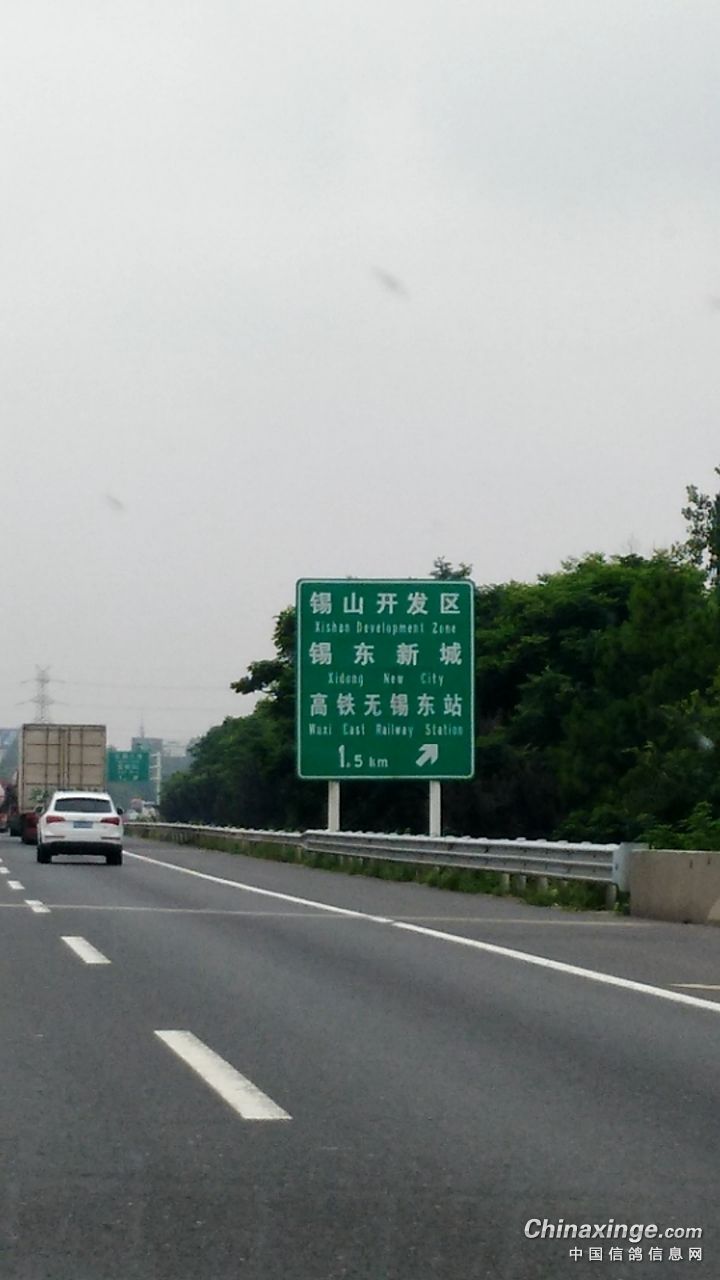 锡山开发区
Xishan Development Zone
锡东新城
Xidong New City
高铁无锡东站
Wuxi East Railway Station
1.5 km
Chinaxinge.com
中国信鸽信息网